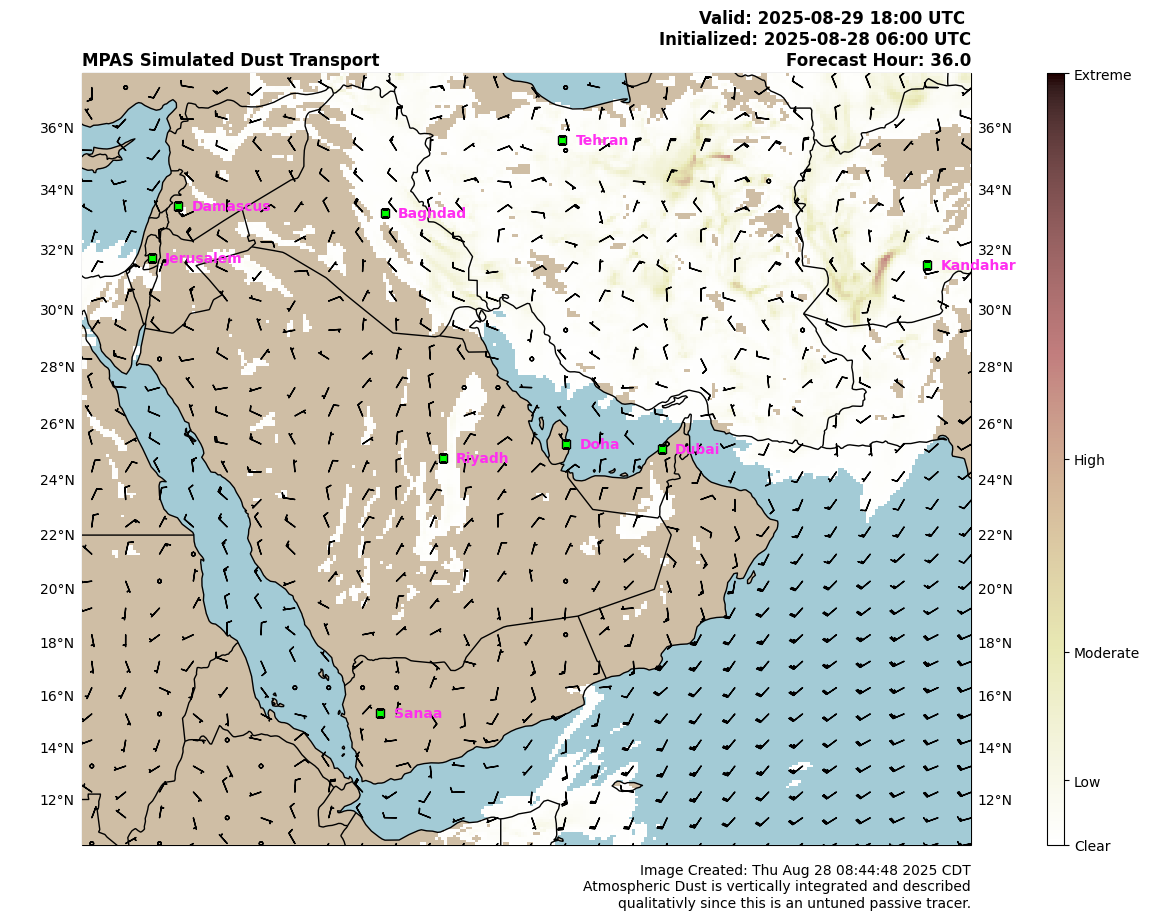 Valid: 2025-08-29 18:00 UTC
Initialized: 2025-08-28 06:00 UTC
MPAS Simulated Dust Transport Forecast Hour: 36.0
Extreme
36°N Tehran 36°N
34°N Damascus Baghdad 34°N
32°N Jerusalem Kandahar 32°N
30°N 30°N
28°N 28°N
26°N Doha Dubai 26°N
Riyadh High
24°N 24°N
22°N 22°N
20°N 20°N
18°N 18°N
Moderate
16°N Sanaa 16°N
14°N 14°N
Low
12°N 12°N
Clear
Image Created: Thu Aug 28 08:44:48 2025 CDT
Atmospheric Dust is vertically integrated and described
qualitativly since this is an untuned passive tracer.